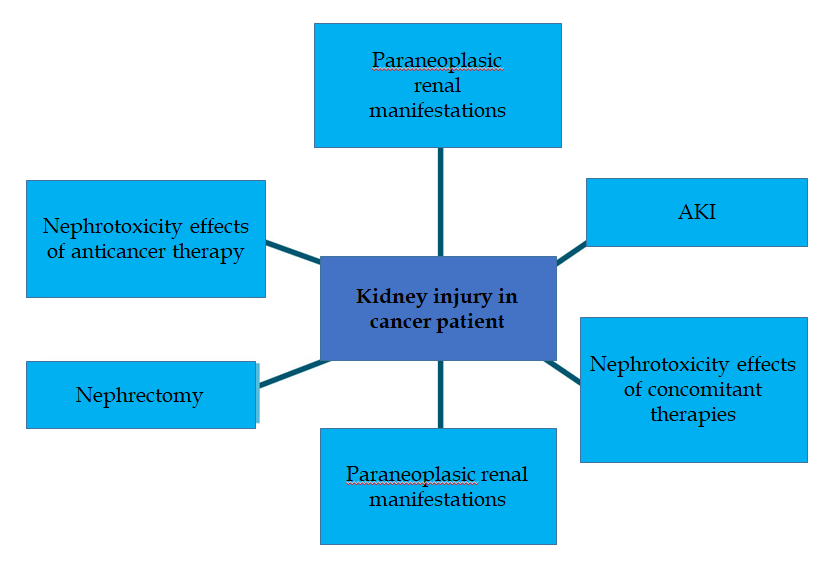 Paraneoplasic
renal
manifestations
AKI
Nephrotoxicity effects
of anticancer therapy
Kidney injury in
cancer patient
Nephrotoxicity effects
of concomitant
therapies
Nephrectomy
Paraneoplasic renal
manifestations